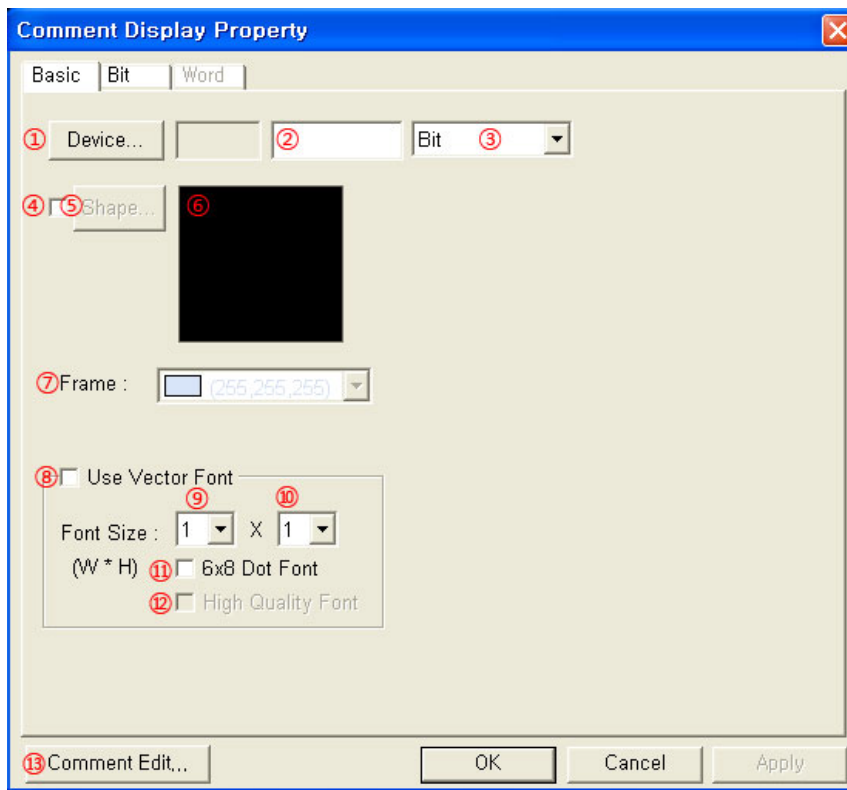 Comment Display Property
Basic Bit Word
① Device... ② Bit ③
④ ⑤ Shape... ⑥
⑦ Frame : (255,255,255)
⑧ Use Vector Font
⑨ ⑩
Font Size : 1 X 1
(W * H) ⑪ 6x8 Dot Font
⑫ High Quality Font
⑬ Comment Edit... OK Cancel Apply